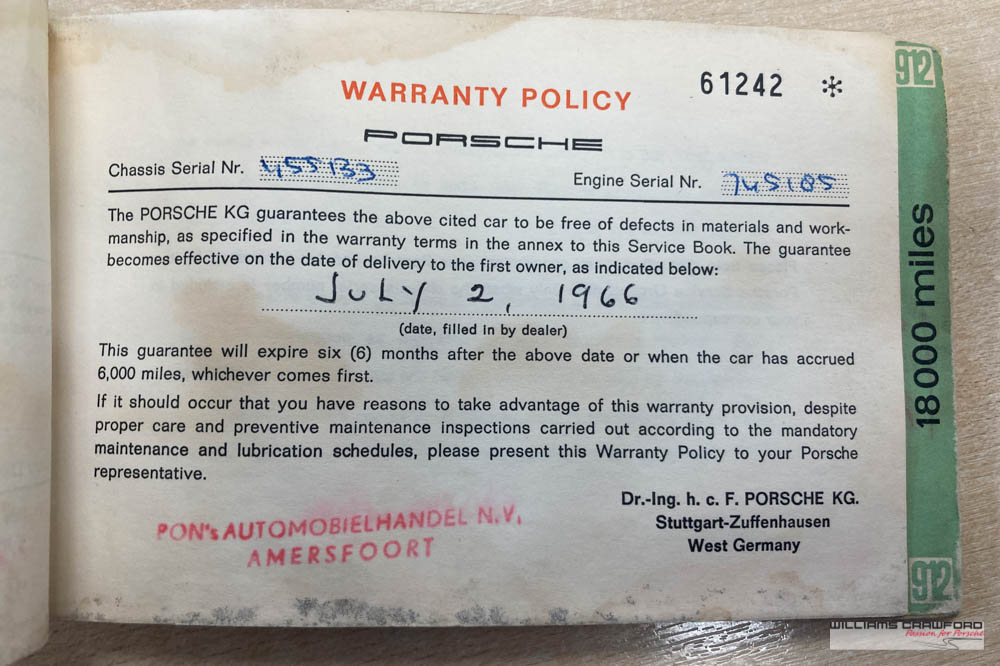 WARRANTY POLICY
61242 *
PORSCHE
Chassis Serial Nr. 455133
Engine Serial Nr. 745105
The PORSCHE KG guarantees the above cited car to be free of defects in materials and work-
manship, as specified in the warranty terms in the annex to this Service Book. The guarantee
becomes effective on the date of delivery to the first owner, as indicated below:
JULY 2, 1966
(date, filled in by dealer)
This guarantee will expire six (6) months after the above date or when the car has accrued
6,000 miles, whichever comes first.
If it should occur that you have reasons to take advantage of this warranty provision, despite
proper care and preventive maintenance inspections carried out according to the mandatory
maintenance and lubrication schedules, please present this Warranty Policy to your Porsche
representative.
PON's AUTOMOBIELHANDEL N.V.
AMERSFOORT
Dr.-Ing. h. c. F. PORSCHE KG.
Stuttgart-Zuffenhausen
West Germany
912
18000 miles
912
WILLIAMS CRAWFORD
Passion for Porsche